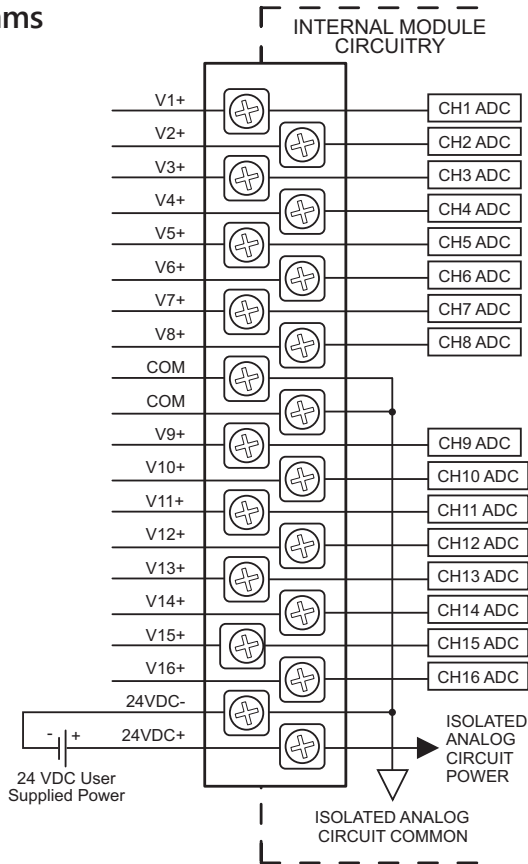 ams
INTERNAL MODULE
CIRCUITRY
V1+
CH1 ADC
V2+
CH2 ADC
V3+
CH3 ADC
V4+
CH4 ADC
V5+
CH5 ADC
V6+
CH6 ADC
V7+
CH7 ADC
V8+
CH8 ADC
COM
COM
V9+
CH9 ADC
V10+
CH10 ADC
V11+
CH11 ADC
V12+
CH12 ADC
V13+
CH13 ADC
V14+
CH14 ADC
V15+
CH15 ADC
V16+
CH16 ADC
24VDC-
- +
24VDC+
24 VDC User
Supplied Power
ISOLATED
ANALOG
CIRCUIT
POWER
ISOLATED ANALOG
CIRCUIT COMMON